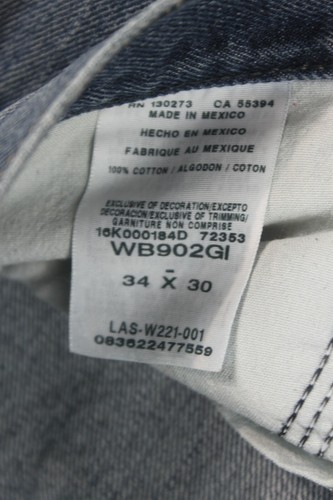 RN 130273 CA 55394
MADE IN MEXICO
HECHO EN MEXICO
FABRIQUE AU MEXIQUE
100% COTTON / ALGODON / COTON
EXCLUSIVE OF DECORATION/EXCEPTO
DECORACION/EXCLUSIVE OF TRIMMING/
GARNITURE NON COMPRISE
16K000184D 72353
WB902GI
-
34 X 30
LAS-W221-001
083622477559